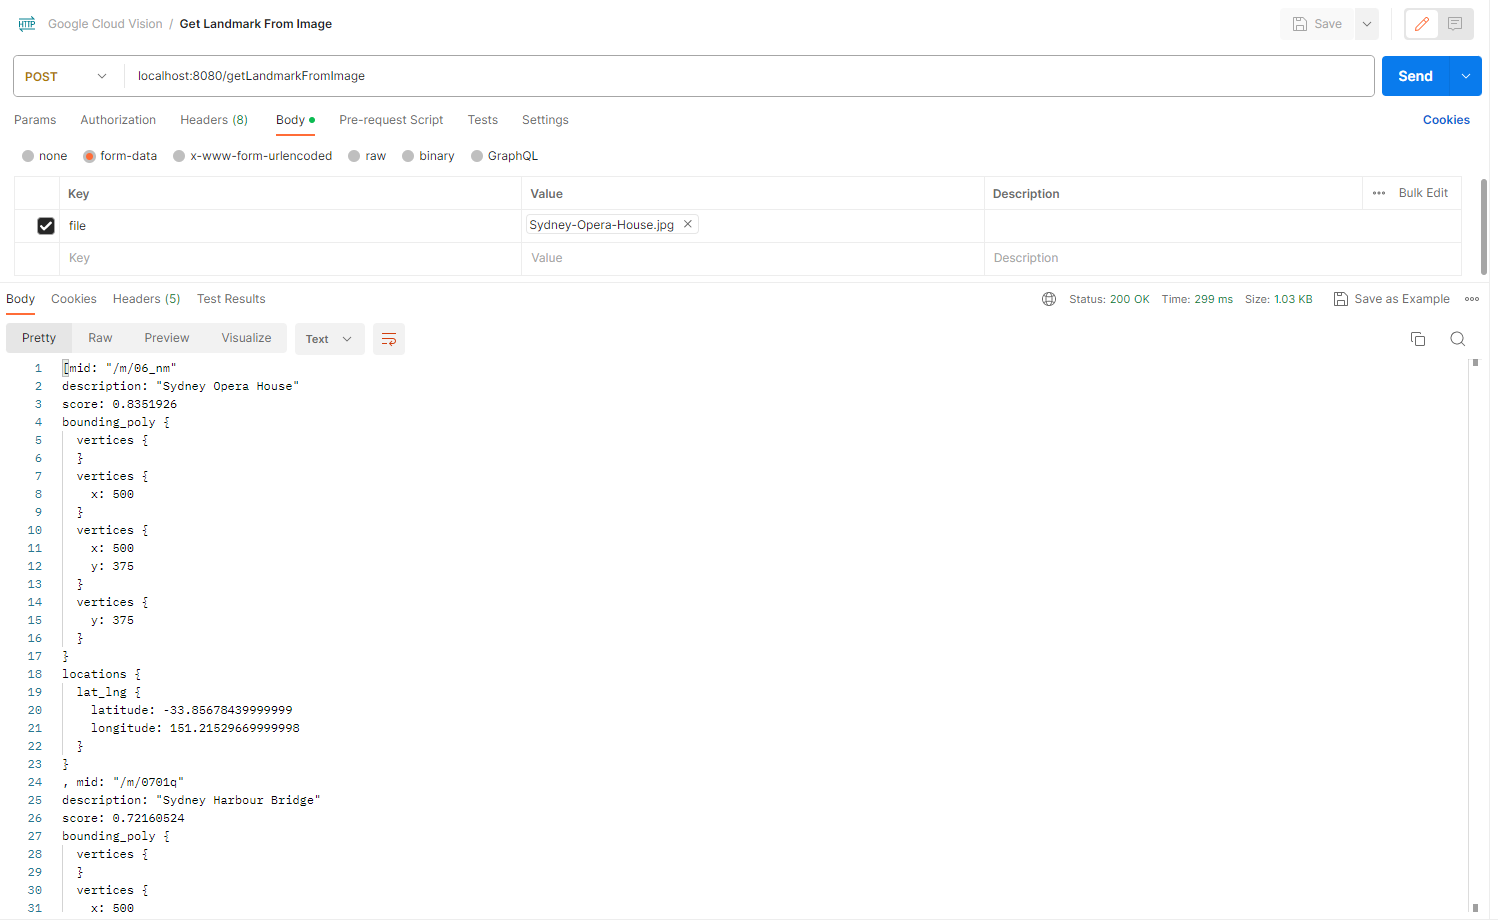 HTTP Google Cloud Vision / Get Landmark From Image Save
POST localhost:8080/getLandmarkFromImage Send
Params Authorization Headers (8) Body Pre-request Script Tests Settings Cookies
none form-data x-www-form-urlencoded raw binary GraphQL
Key Value Description Bulk Edit
file Sydney-Opera-House.jpg
Key Value Description
Body Cookies Headers (5) Test Results Status: 200 OK Time: 299 ms Size: 1.03 KB Save as Example
Pretty Raw Preview Visualize Text
1 [mid: "/m/06_nm"
2 description: "Sydney Opera House"
3 score: 0.8351926
4 bounding_poly {
5 vertices {
6 }
7 vertices {
8 x: 500
9 }
10 vertices {
11 x: 500
12 y: 375
13 }
14 vertices {
15 y: 375
16 }
17 }
18 locations {
19 lat_lng {
20 latitude: -33.85678439999999
21 longitude: 151.21529669999998
22 }
23 }
24 , mid: "/m/0701q"
25 description: "Sydney Harbour Bridge"
26 score: 0.72160524
27 bounding_poly {
28 vertices {
29 }
30 vertices {
31 x: 500